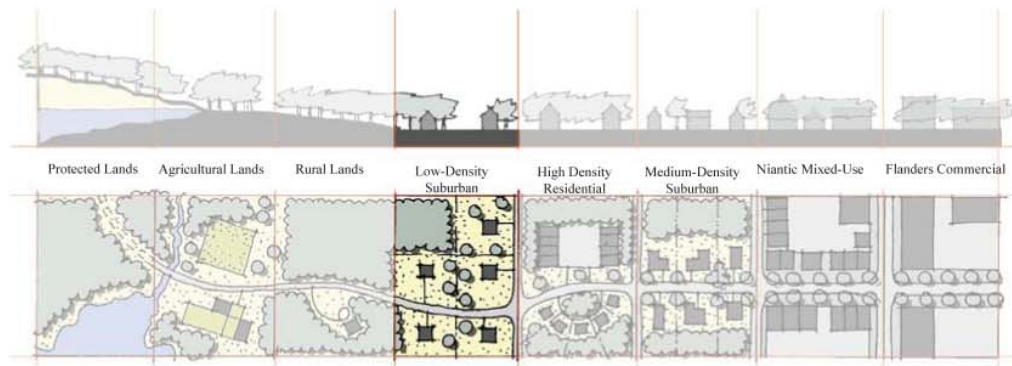 Protected Lands
Agricultural Lands
Rural Lands
Low-Density
Suburban
High Density
Residential
Medium-Density
Suburban
Niantic Mixed-Use
Flanders Commercial